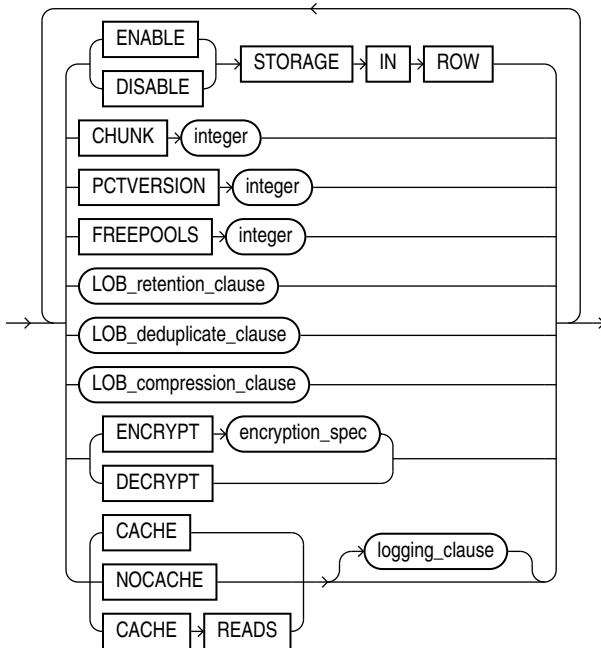 ENABLE
STORAGE IN ROW
DISABLE
CHUNK integer
PCTVERSION integer
FREEPOOLS integer
LOB_retention_clause
LOB_deduplicate_clause
LOB_compression_clause
ENCRYPT encryption_spec
DECRYPT
CACHE
logging_clause
NOCACHE
CACHE READS